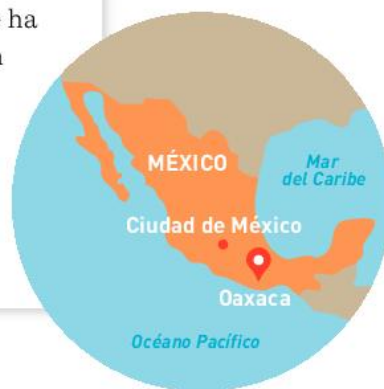 ha
MÉXICO
Mar
del Caribe
Ciudad de México
Oaxaca
Océano Pacífico